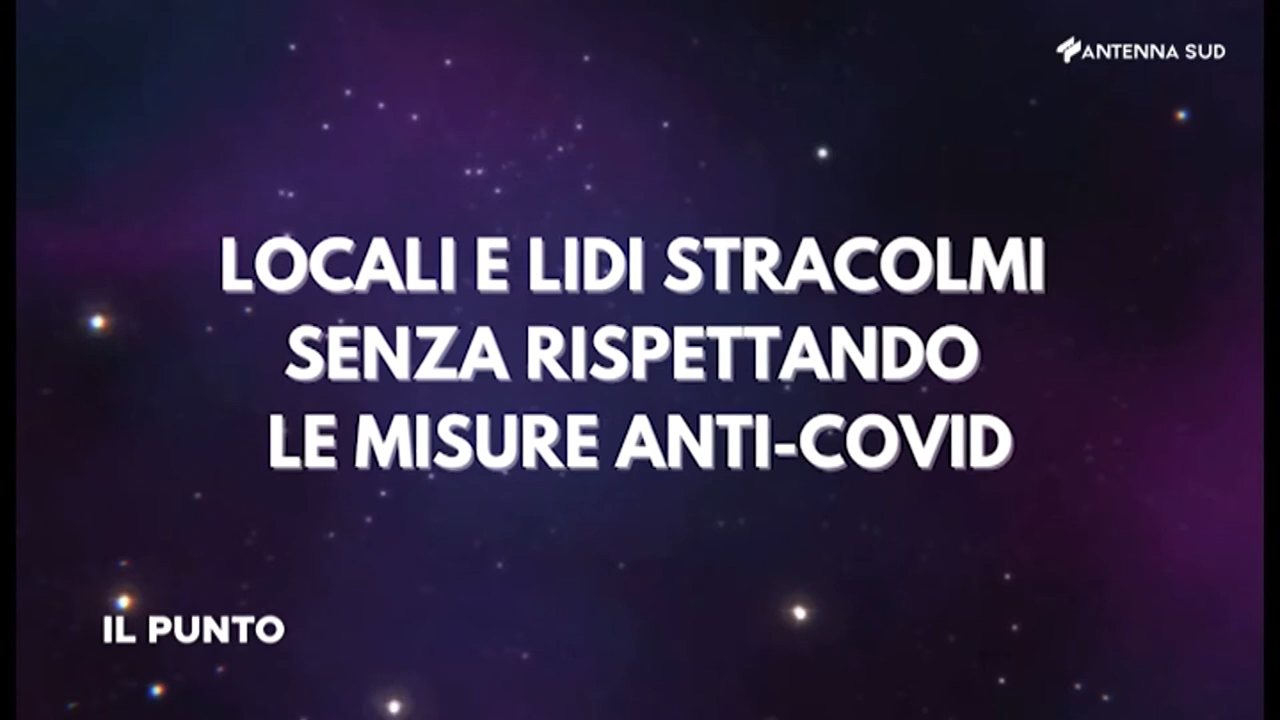 ANTENNA SUD
LOCALI E LIDI STRACOLMI
SENZA RISPETTANDO
LE MISURE ANTI-COVID
IL PUNTO